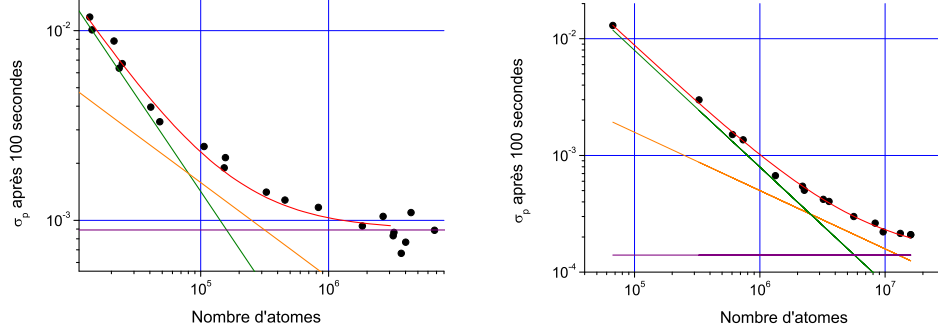 σp après 100 secondes
10⁻²
10⁻³
10⁵
10⁶
Nombre d'atomes
σp après 100 secondes
10⁻²
10⁻³
10⁻⁴
10⁵
10⁶
10⁷
Nombre d'atomes